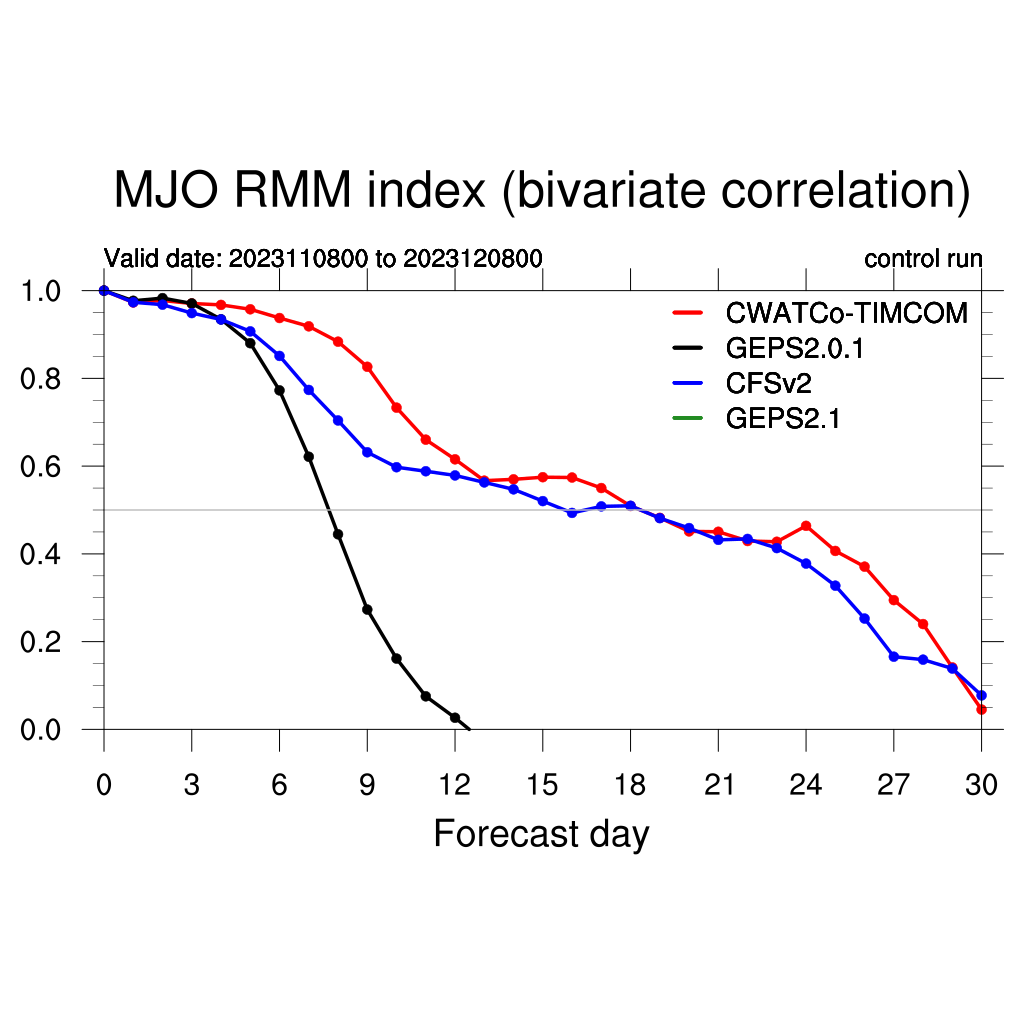 MJO RMM index (bivariate correlation)
Valid date: 2023110800 to 2023120800 control run
1.0
0.8
0.6
0.4
0.2
0.0
CWATCo-TIMCOM
GEPS2.0.1
CFSv2
GEPS2.1
0 3 6 9 12 15 18 21 24 27 30
Forecast day